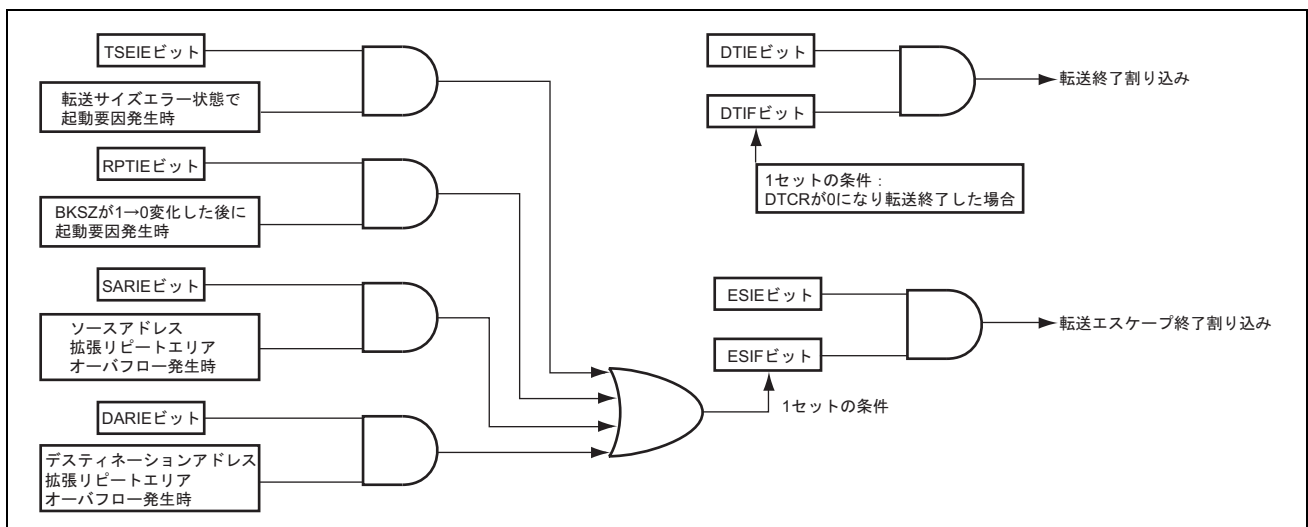 TSEIEビット
転送サイズエラー状態で
起動要因発生時
RPTIEビット
BKSZが1→0変化した後に
起動要因発生時
SARIEビット
ソースアドレス
拡張リピートエリア
オーバフロー発生時
DARIEビット
デスティネーションアドレス
拡張リピートエリア
オーバフロー発生時
DTIEビット
DTIFビット
転送終了割り込み
1セットの条件：
DTCRが0になり転送終了した場合
ESIEビット
ESIFビット
転送エスケープ終了割り込み
1セットの条件